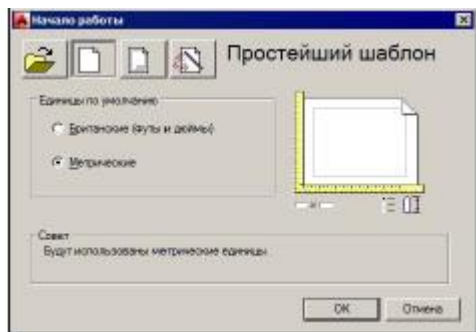 Начало работы
Простейший шаблон
Единицы по умолчанию
Британские (футы и дюймы)
Метрические
Совет
Будут использованы метрические единицы.
OK
Отмена